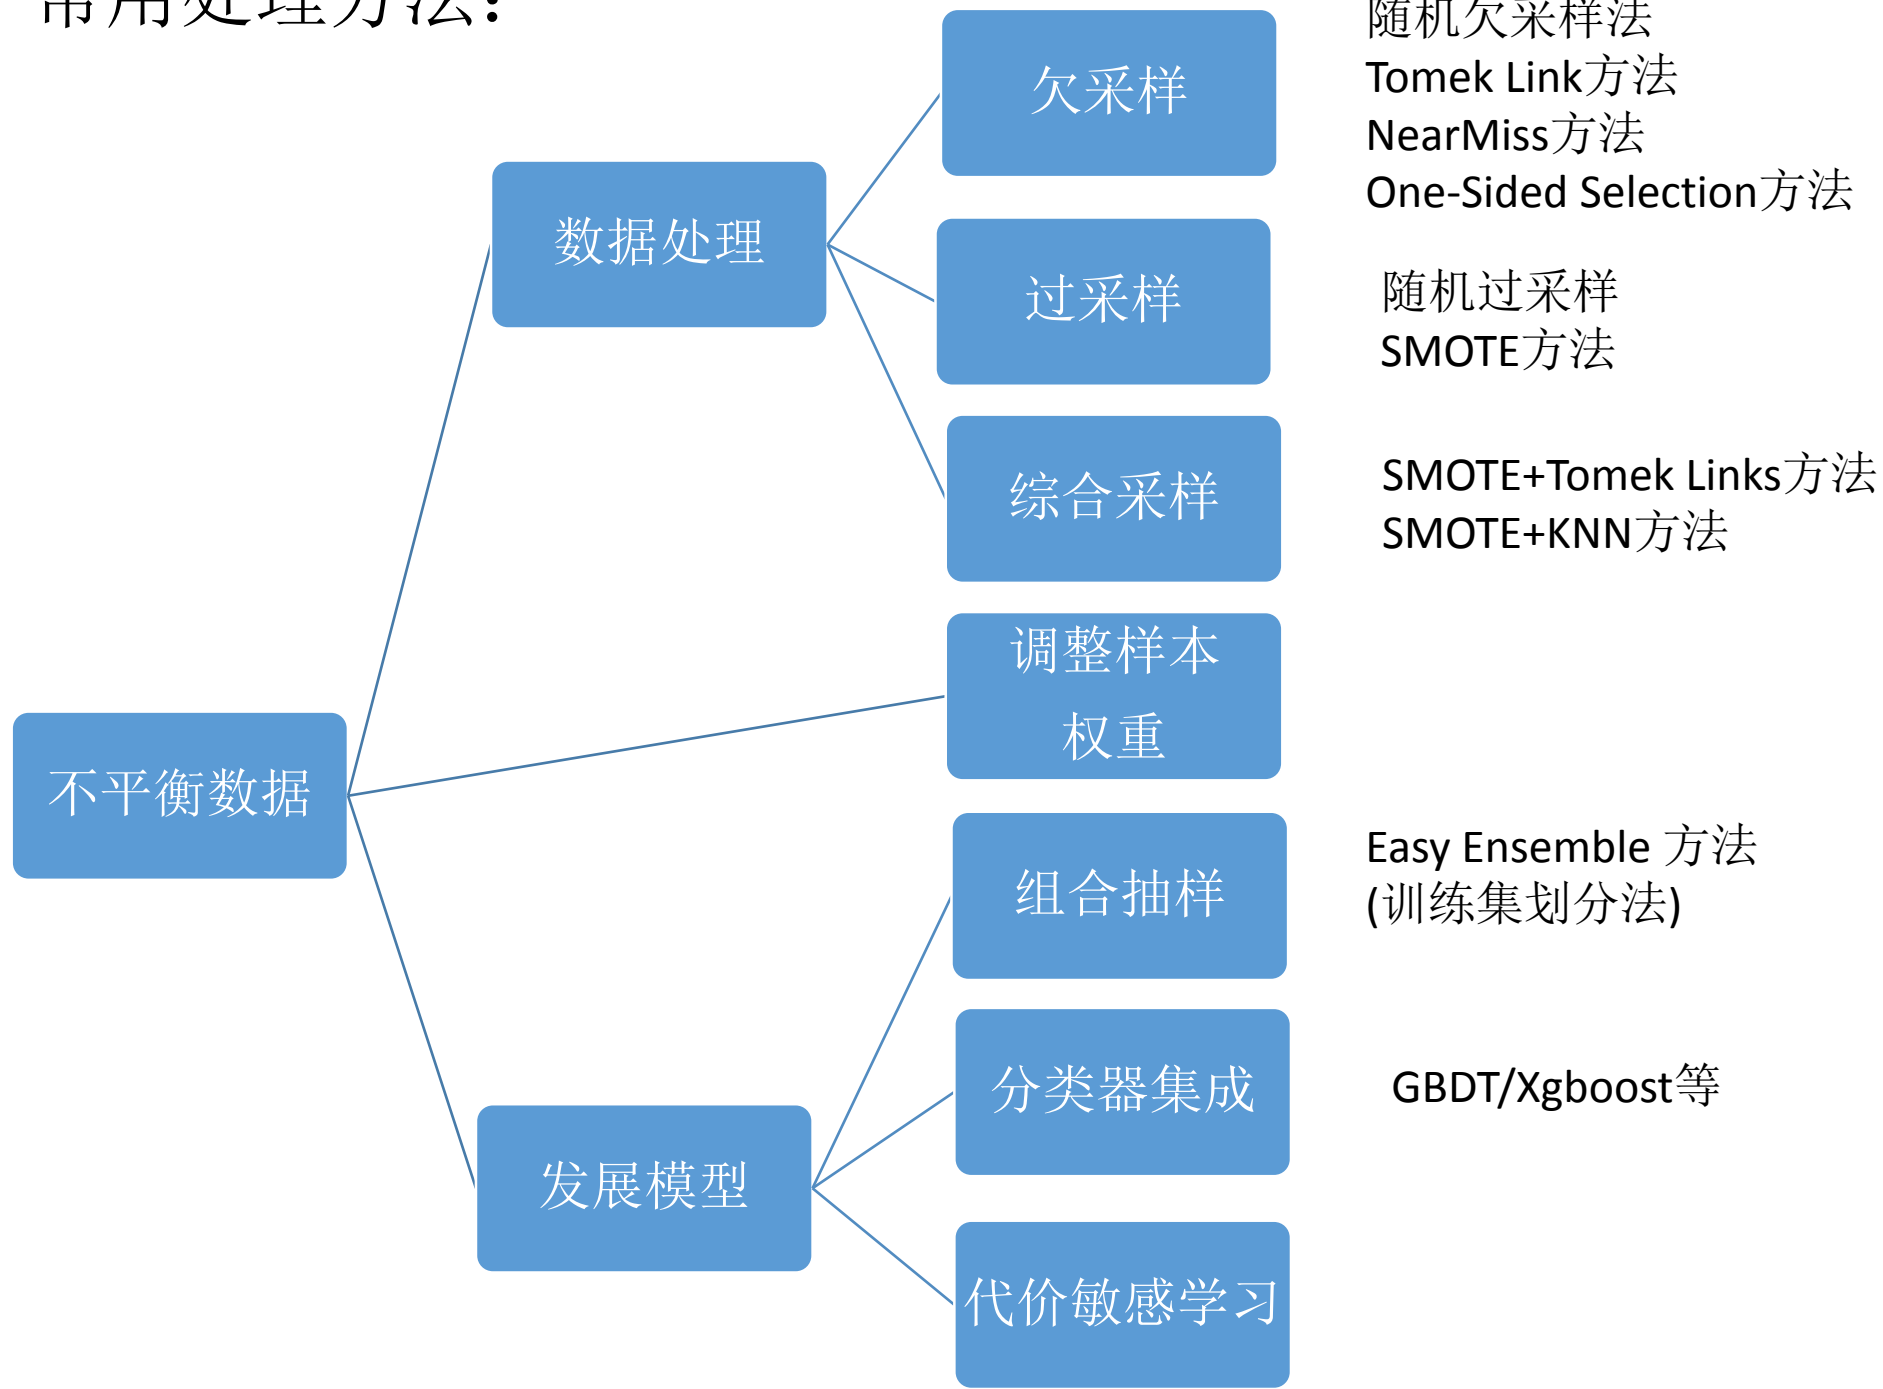 常用处理方法：
不平衡数据
数据处理
欠采样
随机欠采样法
Tomek Link方法
NearMiss方法
One-Sided Selection方法
过采样
随机过采样
SMOTE方法
综合采样
SMOTE+Tomek Links方法
SMOTE+KNN方法
调整样本
权重
发展模型
组合抽样
Easy Ensemble 方法
(训练集划分法)
分类器集成
GBDT/Xgboost等
代价敏感学习